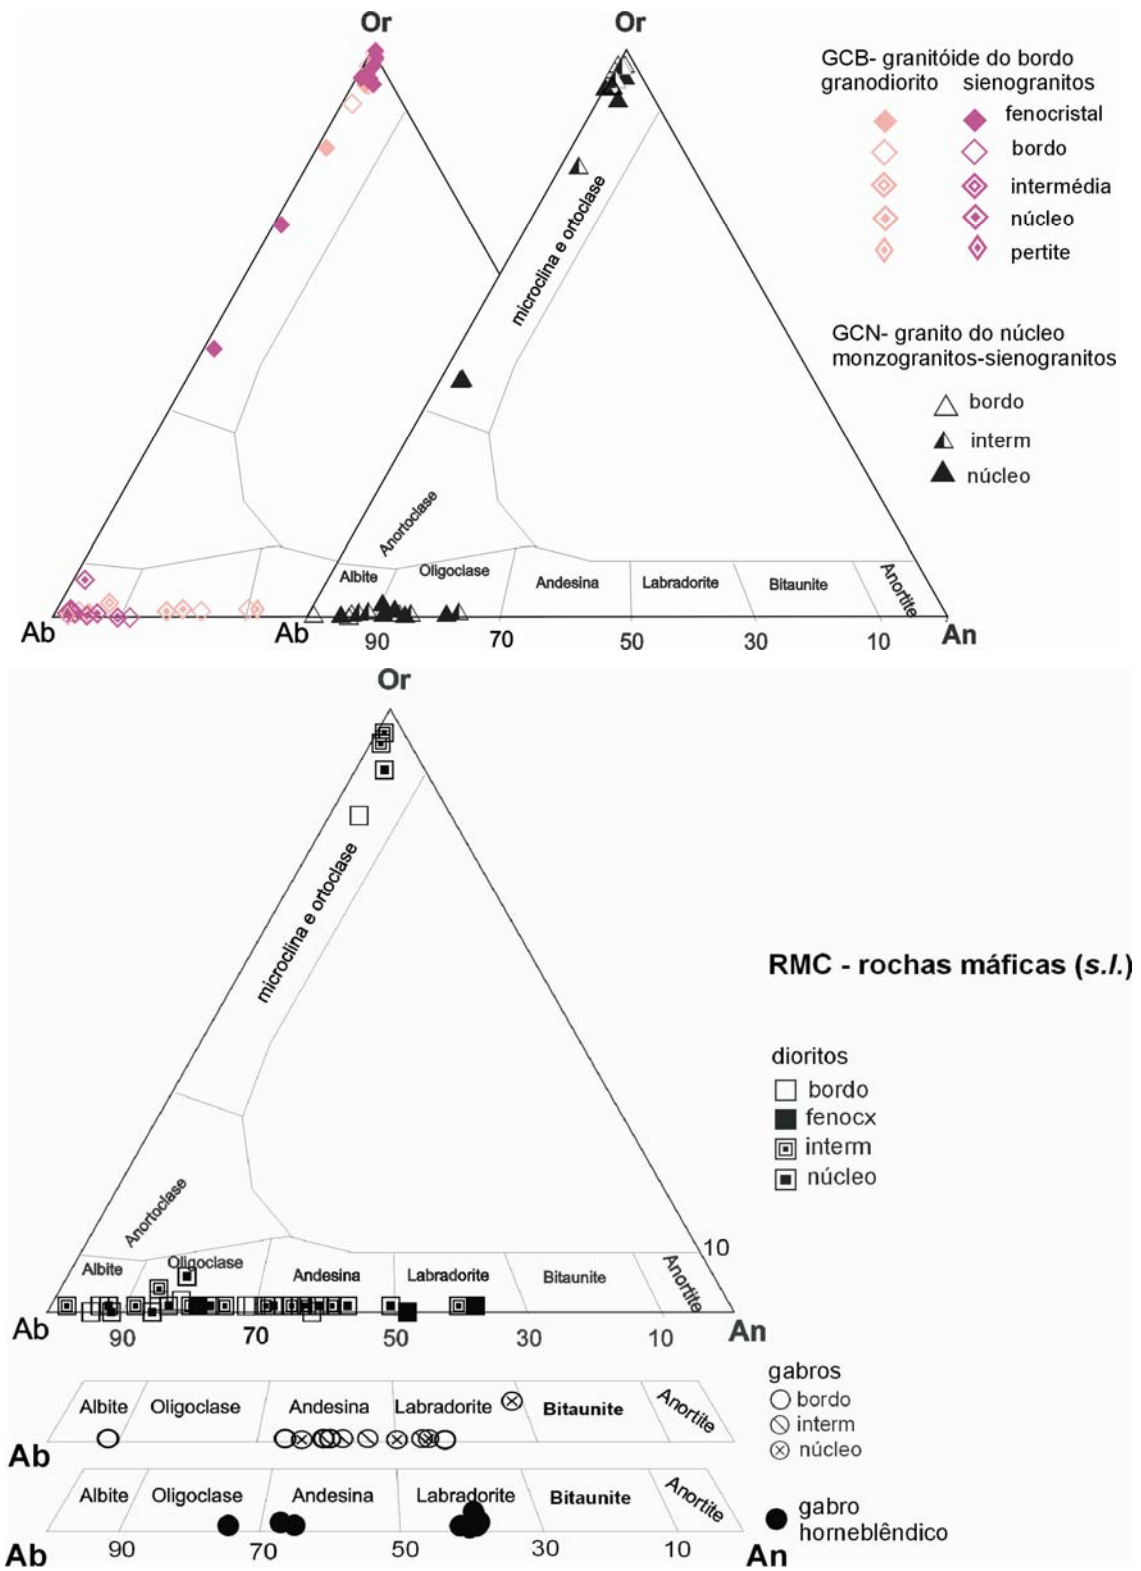 Or
Or
GCB- granitóide do bordo
granodiorito sienogranitos
fenocristal
bordo
intermédia
núcleo
pertite
microclina e ortoclase
GCN- granito do núcleo
monzogranitos-sienogranitos
bordo
interm
núcleo
Anortoclase
Albite Oligoclase Andesina Labradorite Bitaunite Anortite
Ab Ab An
90 70 50 30 10
Or
microclina e ortoclase
RMC - rochas máficas (s.l.)
dioritos
bordo
fenocx
interm
núcleo
Anortoclase
10
Albite Oligoclase Andesina Labradorite Bitaunite Anortite
Ab An
90 70 50 30 10
gabros
bordo
interm
núcleo
Albite Oligoclase Andesina Labradorite Bitaunite Anortite
Ab
Albite Oligoclase Andesina Labradorite Bitaunite Anortite
gabro
horneblêndico
Ab An
90 70 50 30 10